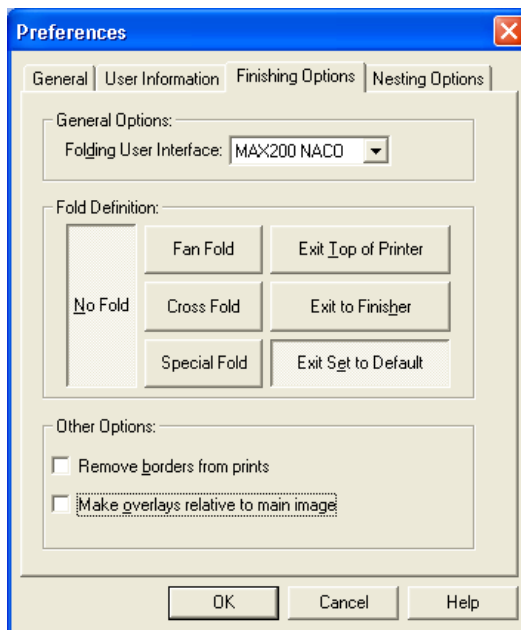 Preferences
General User Information Finishing Options Nesting Options
General Options:
Folding User Interface: MAX200 NACO
Fold Definition:
Fan Fold Exit Top of Printer
No Fold Cross Fold Exit to Finisher
Special Fold Exit Set to Default
Other Options:
Remove borders from prints
Make overlays relative to main image
OK Cancel Help